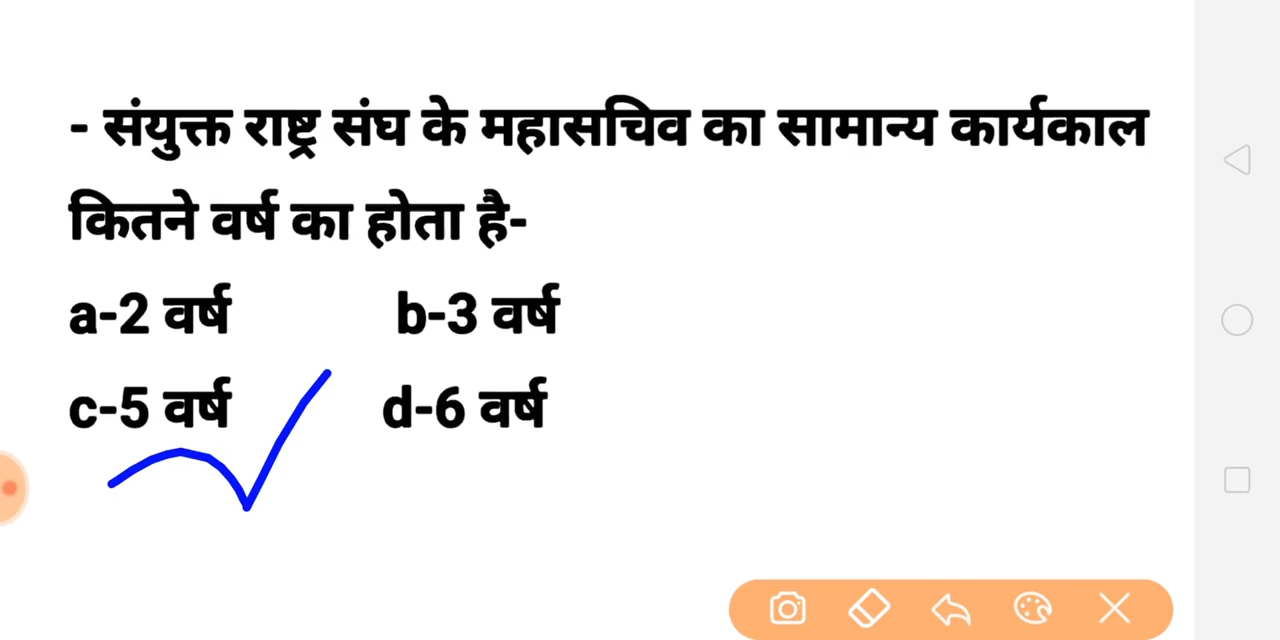 - संयुक्त राष्ट्र संघ के महासचिव का सामान्य कार्यकाल
कितने वर्ष का होता है-
a-2 वर्ष b-3 वर्ष
c-5 वर्ष d-6 वर्ष